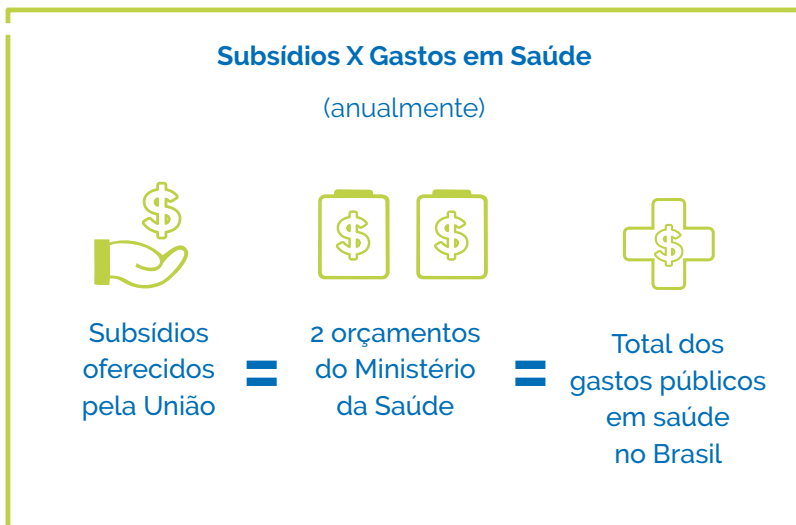 Subsídios X Gastos em Saúde
(anualmente)
$
$
$
$
Subsídios
oferecidos
pela União
=
2 orçamentos
do Ministério
da Saúde
=
Total dos
gastos públicos
em saúde
no Brasil